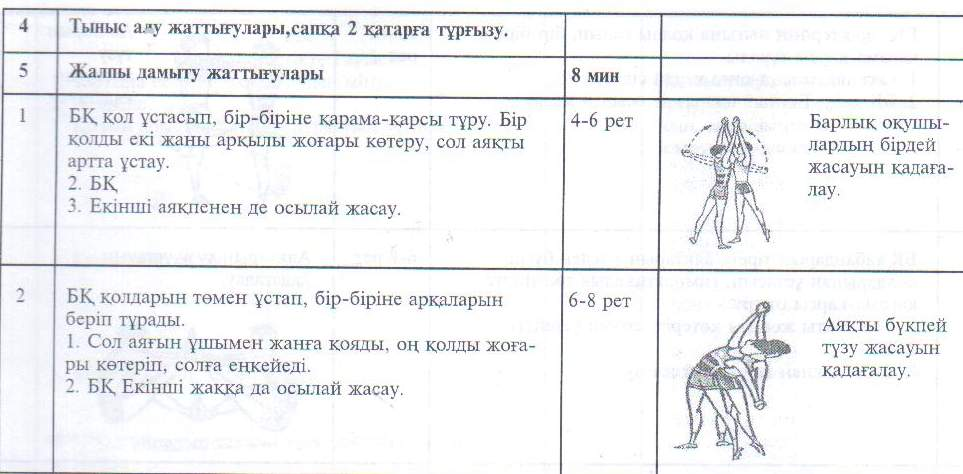 4 Тыныс алу жаттығулары,сапқа 2 қатарға тұрғызу.
5 Жалпы дамыту жаттығулары 8 мин
1 БҚ қол ұстасып, бір-біріне қарама-қарсы тұру. Бір
қолды екі жаны арқылы жоғары көтеру, сол аяқты
артта ұстау.
2. БҚ
3. Екінші аяқпенен де осылай жасау.
4-6 рет
Барлық оқушы-
лардың бірдей
жасауын қадаға-
лау.
2 БҚ қолдарын төмен ұстап, бір-біріне арқаларын
беріп тұрады.
1. Сол аяғын ұшымен жанға қояды, оң қолды жоға-
ры көтеріп, солға еңкейеді.
2. БҚ Екінші жаққа да осылай жасау.
6-8 рет
Аяқты бүкпей
түзу жасауын
қадағалау.